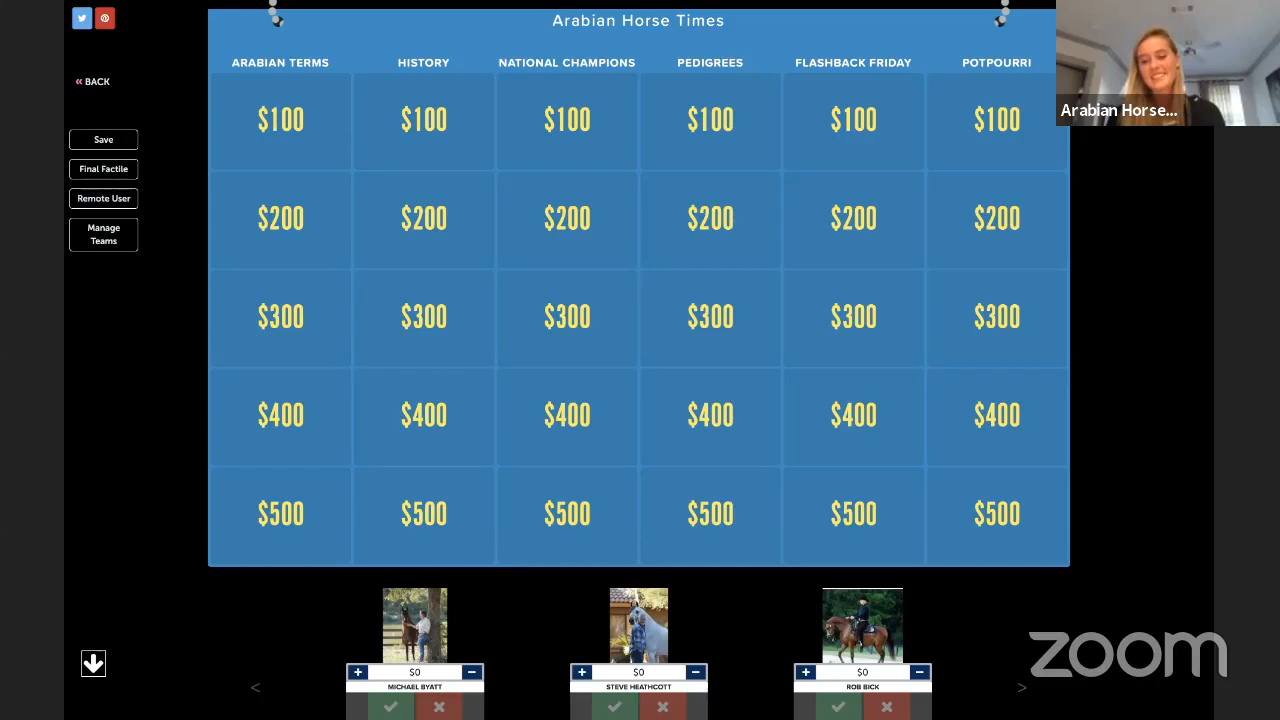 Arabian Horse Times
ARABIAN TERMS HISTORY NATIONAL CHAMPIONS PEDIGREES FLASHBACK FRIDAY POTPOURRI
« BACK
Save
Final Factile
Remote User
Manage
Teams
Arabian Horse...
$100 $100 $100 $100 $100 $100
$200 $200 $200 $200 $200 $200
$300 $300 $300 $300 $300 $300
$400 $400 $400 $400 $400 $400
$500 $500 $500 $500 $500 $500
+ $0 − + $0 − + $0 −
< MICHAEL BYATT STEVE HEATHCOTT ROB BICK >
zoom